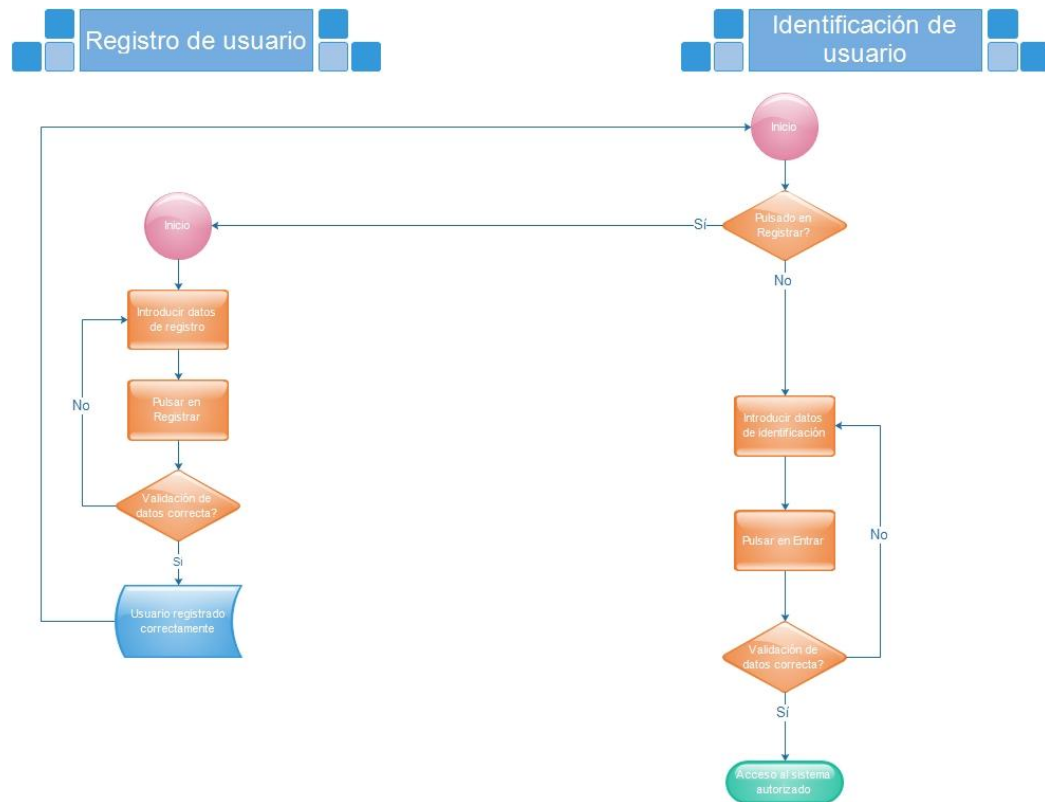 Registro de usuario
Identificación de
usuario
Inicio
Pulsado en
Registrar?
Sí
No
Inicio
Introducir datos
de registro
Pulsar en
Registrar
No
Validación de
datos correcta?
Si
Usuario registrado
correctamente
Introducir datos
de identificación
Pulsar en Entrar
No
Validación de
datos correcta?
Sí
Acceso al sistema
autorizado